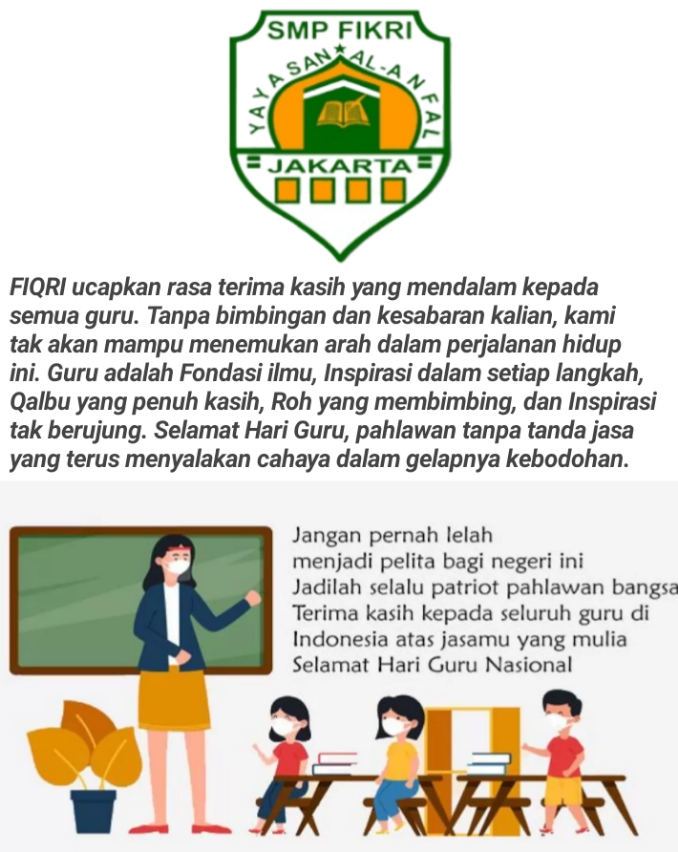 SMP FIKRI
YAYASAN AL-ANFAL
JAKARTA
FIQRI ucapkan rasa terima kasih yang mendalam kepada
semua guru. Tanpa bimbingan dan kesabaran kalian, kami
tak akan mampu menemukan arah dalam perjalanan hidup
ini. Guru adalah Fondasi ilmu, Inspirasi dalam setiap langkah,
Qalbu yang penuh kasih, Roh yang membimbing, dan Inspirasi
tak berujung. Selamat Hari Guru, pahlawan tanpa tanda jasa
yang terus menyalakan cahaya dalam gelapnya kebodohan.
Jangan pernah lelah
menjadi pelita bagi negeri ini
Jadilah selalu patriot pahlawan bangsa
Terima kasih kepada seluruh guru di
Indonesia atas jasamu yang mulia
Selamat Hari Guru Nasional